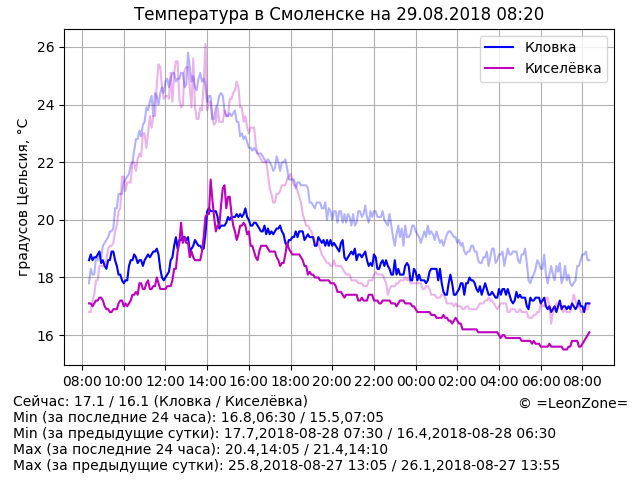 Температура в Смоленске на 29.08.2018 08:20
Кловка
Киселёвка
градусов Цельсия, °C
26
24
22
20
18
16
08:00 10:00 12:00 14:00 16:00 18:00 20:00 22:00 00:00 02:00 04:00 06:00 08:00
Сейчас: 17.1 / 16.1 (Кловка / Киселёвка)
© =LeonZone=
Min (за последние 24 часа): 16.8,06:30 / 15.5,07:05
Min (за предыдущие сутки): 17.7,2018-08-28 07:30 / 16.4,2018-08-28 06:30
Max (за последние 24 часа): 20.4,14:05 / 21.4,14:10
Max (за предыдущие сутки): 25.8,2018-08-27 13:05 / 26.1,2018-08-27 13:55